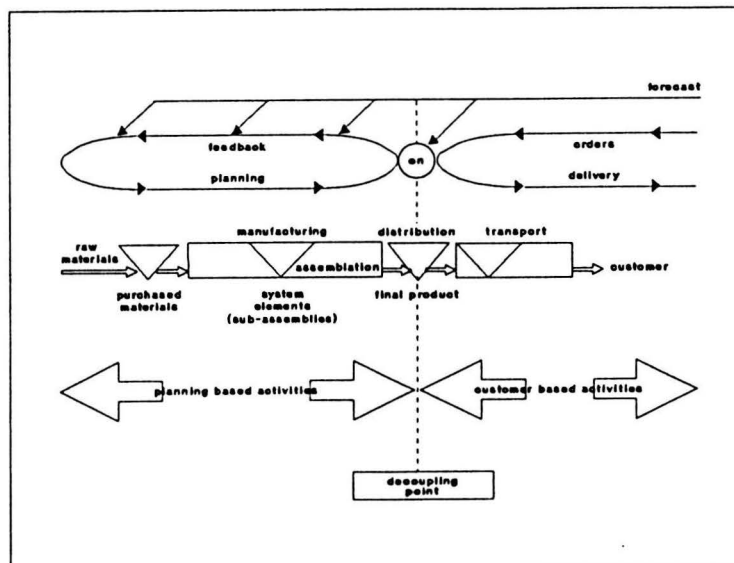 forecast
feedback
on
orders
planning
delivery
manufacturing
distribution
transport
raw
materials
assemblation
customer
purchased
materials
system
elements
(sub-assemblies)
final product
planning based activities
customer based activities
decoupling
point